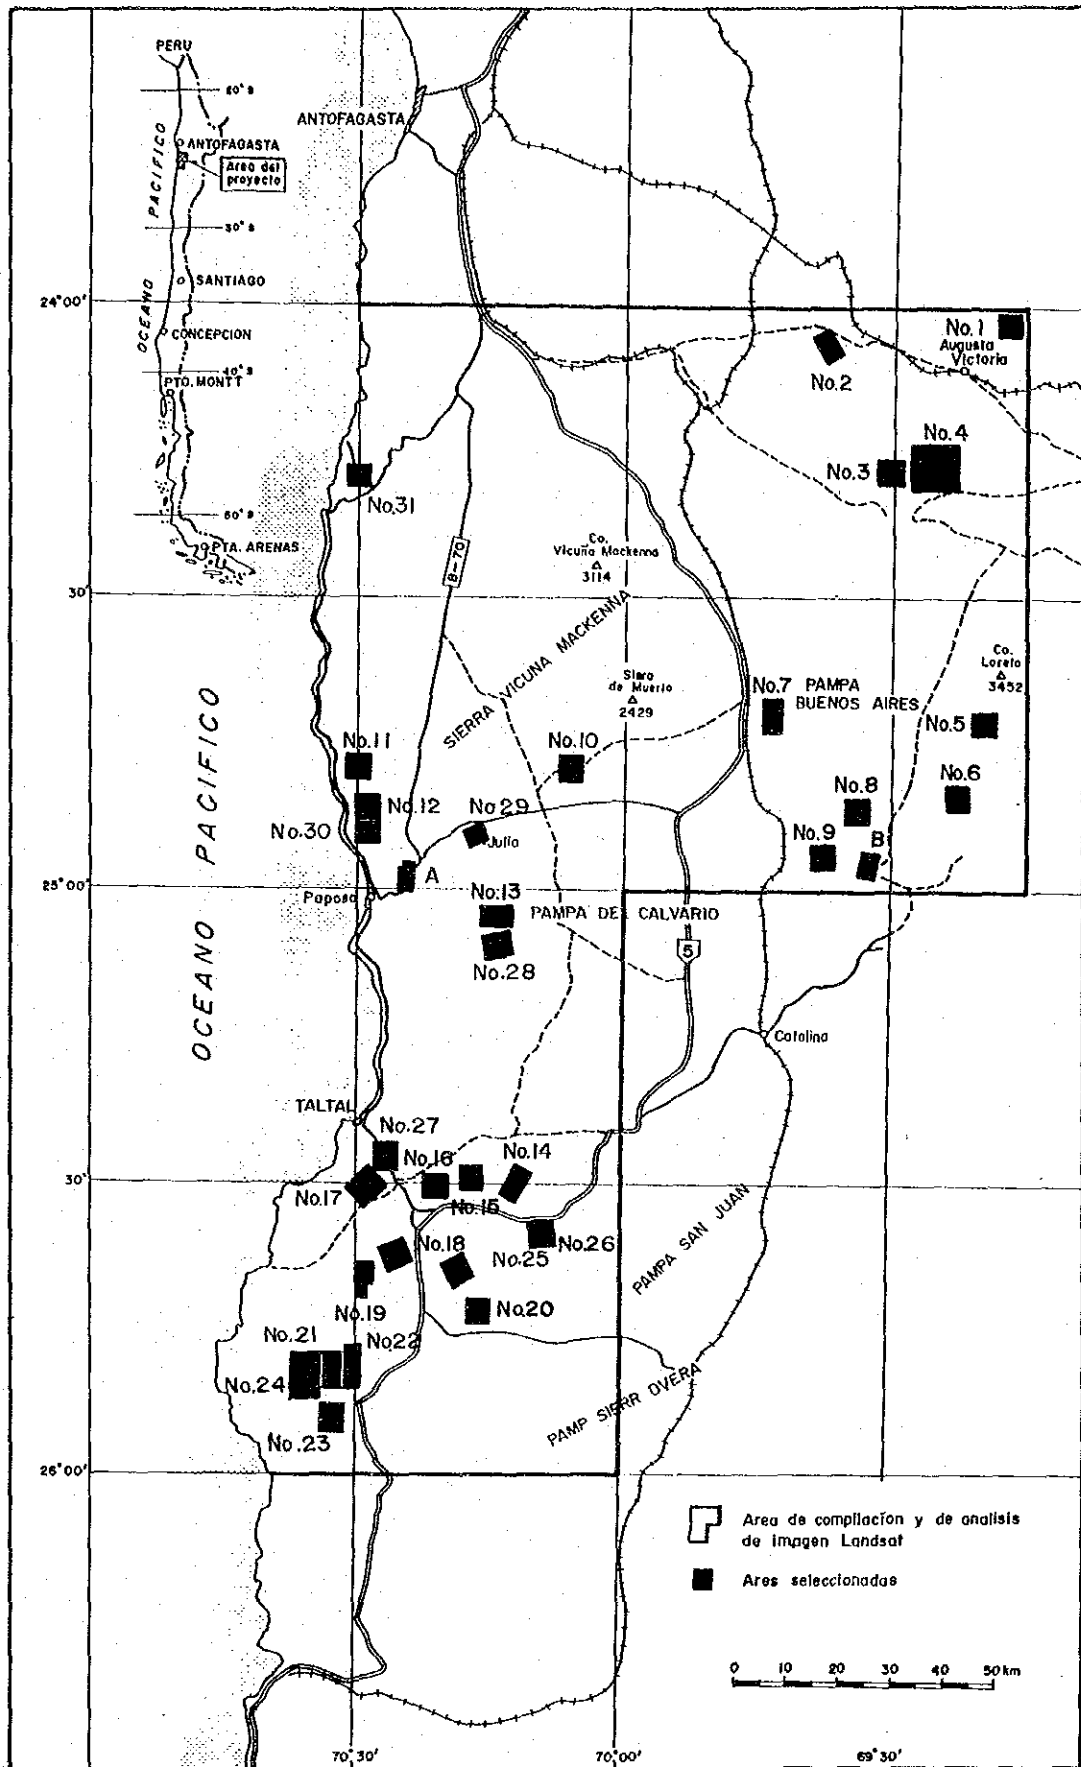 PERU
20° S
ANTOFAGASTA
Area del
proyecto
30° S
SANTIAGO
CONCEPCION
40° S
PTO. MONTT
50° S
PTA. ARENAS
OCEANO PACIFICO
ANTOFAGASTA
24°00'
No.1
Augusta
Victoria
No.2
No.4
No.3
No.31
B-70
Co.
Vicuña Mackenna
3114
30'
SIERRA VICUNA MACKENNA
Co.
Loreto
3452
de Muerto
2429
No.7
PAMPA
BUENOS AIRES
No.5
No.11
No.10
No.6
No.12
No.29
No.8
No.30
Julia
No.9
B
A
25°00'
Paposo
No.13
PAMPA DEL CALVARIO
No.28
5
OCEANO PACIFICO
Catalina
TALTAL
No.27
No.16
No.14
30'
No.17
No.15
No.18
No.25
No.26
PAMPA SAN JUAN
No.19
No.20
No.21
No.22
No.24
PAMP SIERR OVERA
No.23
26°00'
Area de compilacion y de analisis
de imagen Landsat
Ares seleccionadas
0 10 20 30 40 50 km
70°30'
70°00'
69°30'